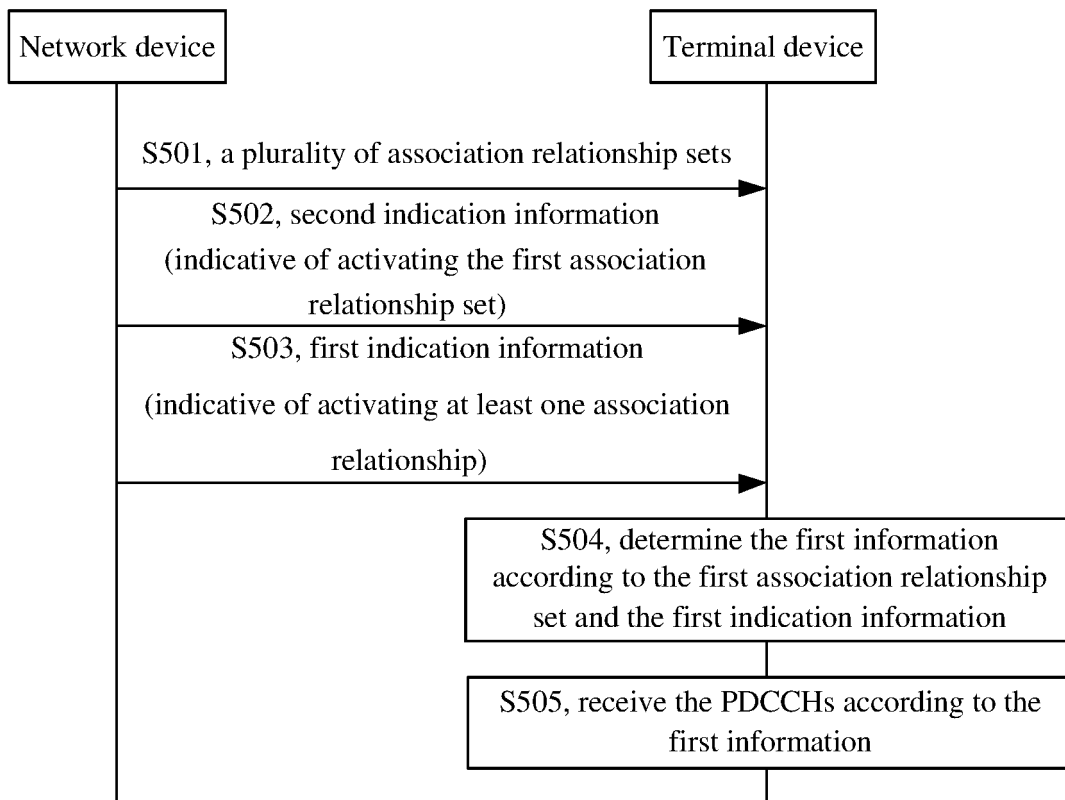 Network device
Terminal device
S501, a plurality of association relationship sets
S502, second indication information
(indicative of activating the first association
relationship set)
S503, first indication information
(indicative of activating at least one association
relationship)
S504, determine the first information
according to the first association relationship
set and the first indication information
S505, receive the PDCCHs according to the
first information